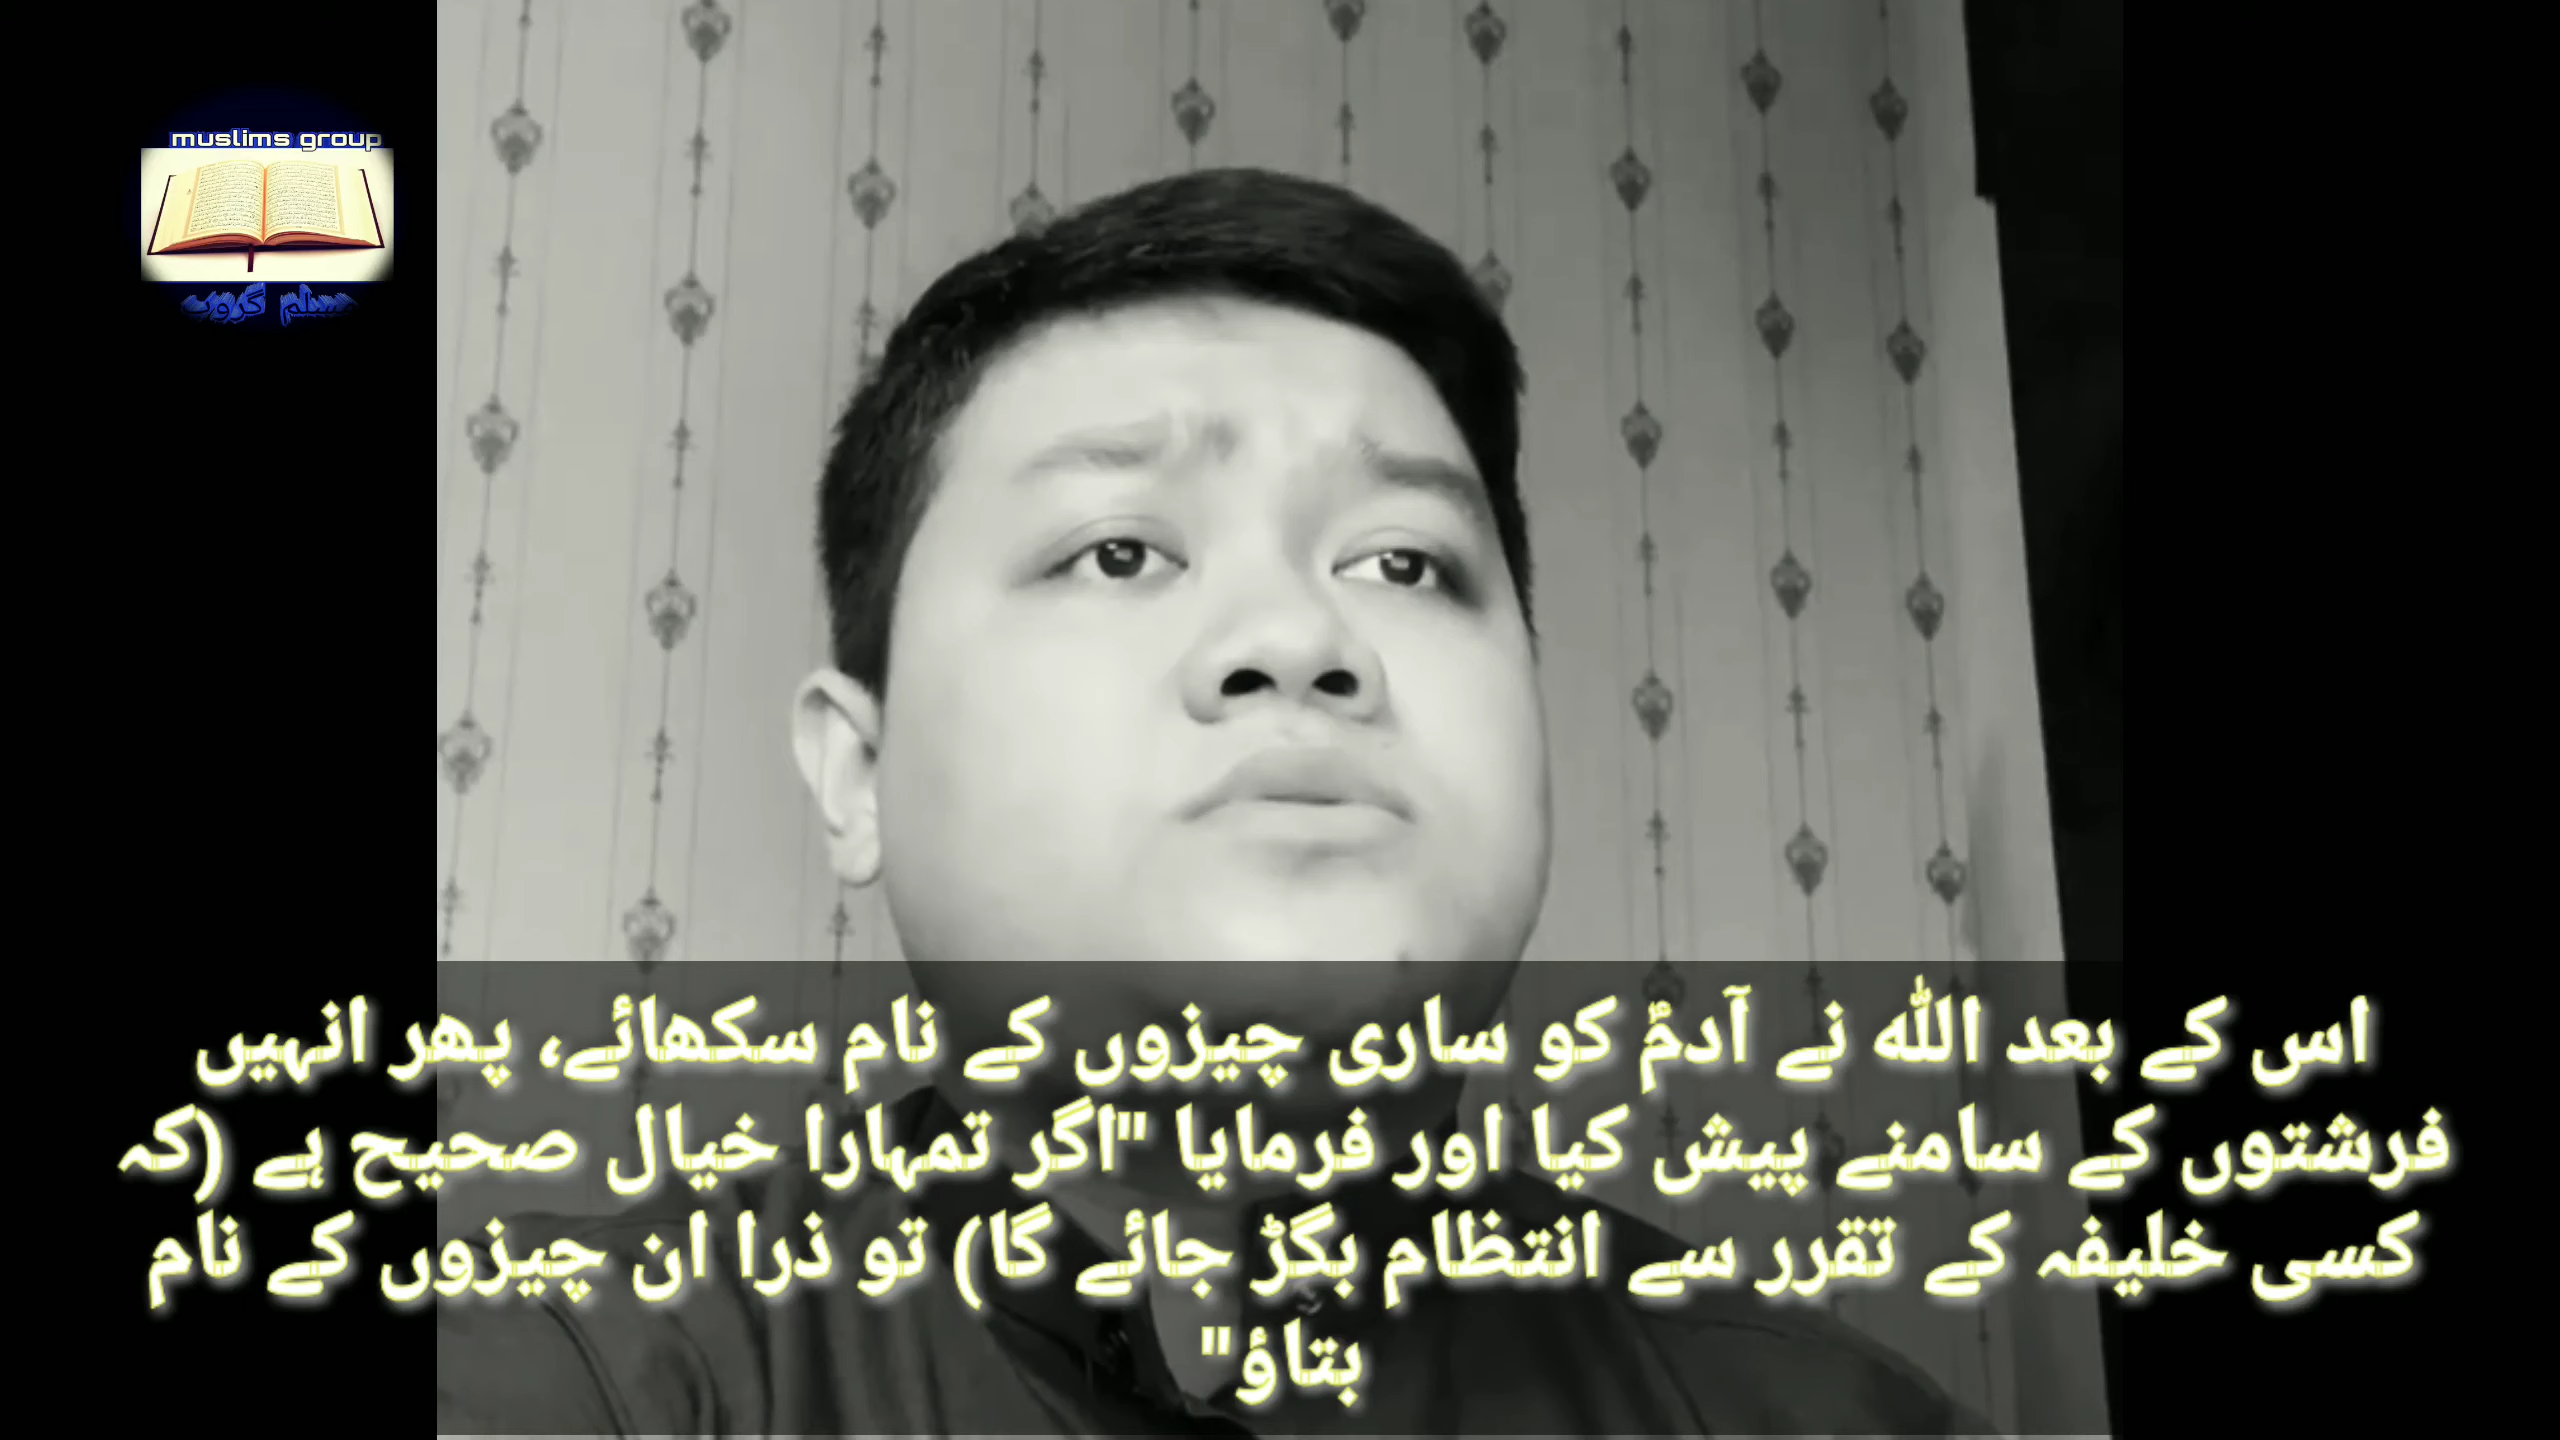 muslims group
مسلم گروپ
اس کے بعد اللہ نے آدمؑ کو ساری چیزوں کے نام سکھائے، پھر انہیں
فرشتوں کے سامنے پیش کیا اور فرمایا "اگر تمہارا خیال صحیح ہے (کہ
کسی خلیفہ کے تقرر سے انتظام بگڑ جائے گا) تو ذرا ان چیزوں کے نام
بتاؤ"